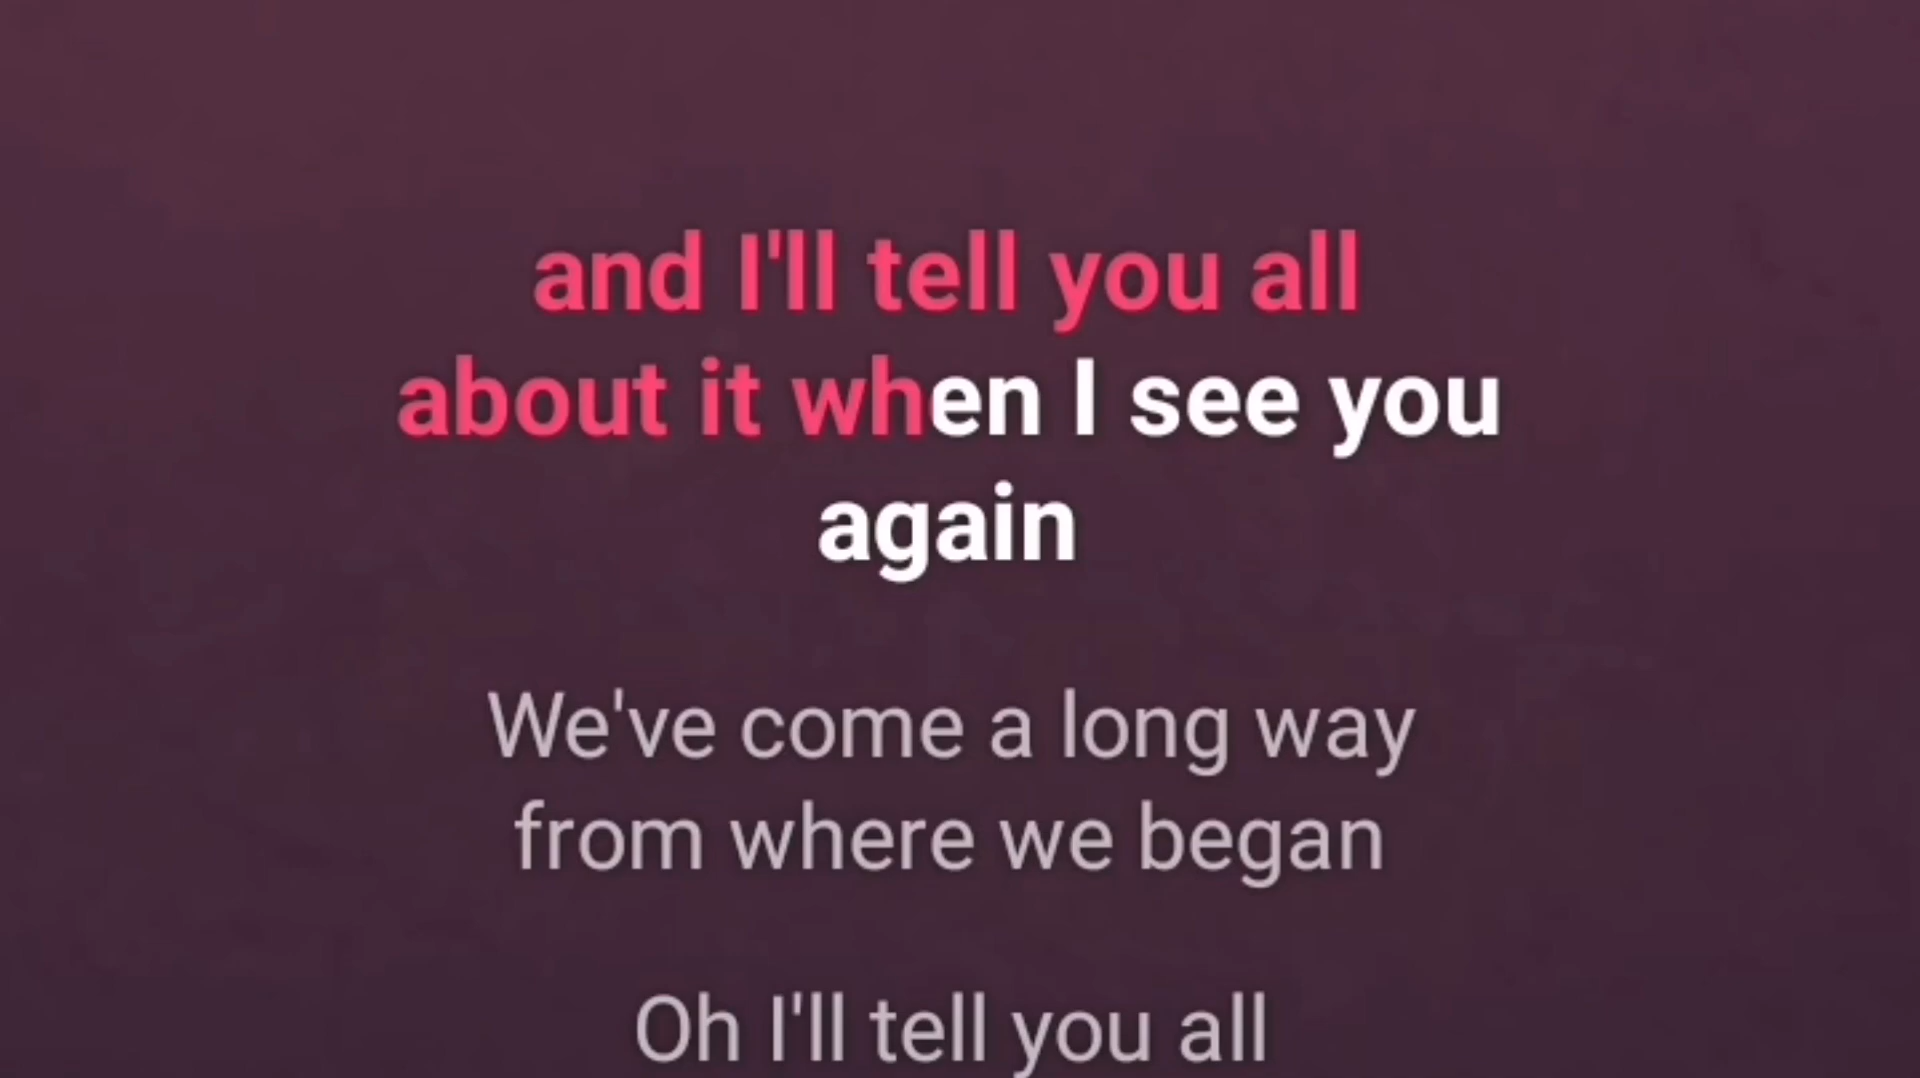 and I'll tell you all
about it when I see you
again
We've come a long way
from where we began
Oh I'll tell you all